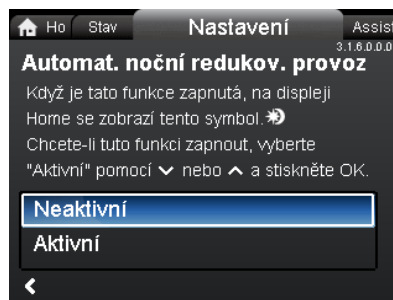 Ho Stav Nastavení Assist
3.1.6.0.0.0
Automat. noční redukov. provoz
Když je tato funkce zapnutá, na displeji
Home se zobrazí tento symbol.
Chcete-li tuto funkci zapnout, vyberte
"Aktivní" pomocí nebo a stiskněte OK.
Neaktivní
Aktivní